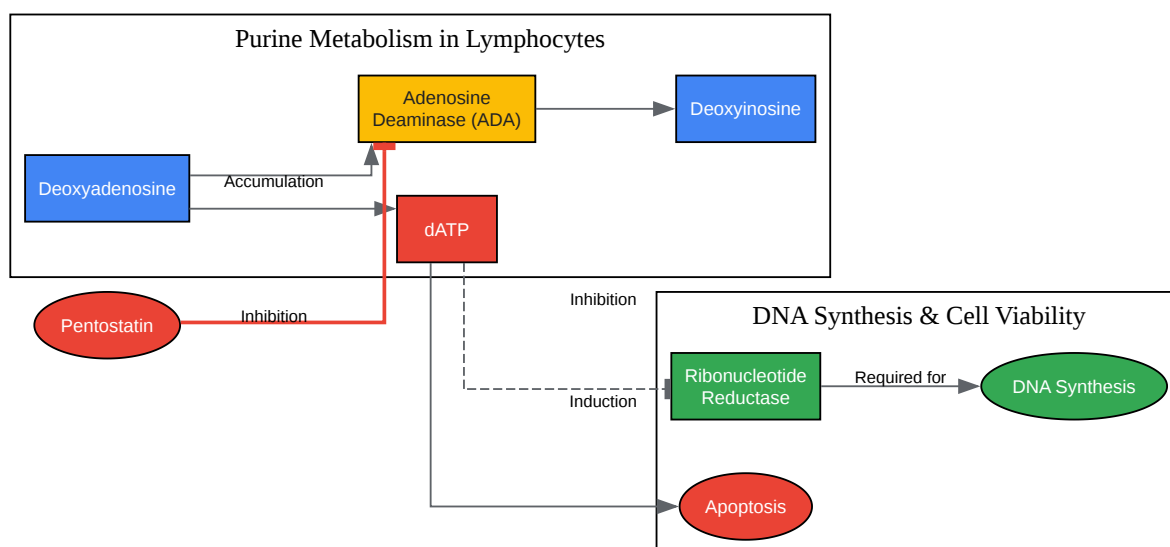 Purine Metabolism in Lymphocytes
Adenosine
Deaminase (ADA)
Deoxyinosine
Deoxyadenosine
Accumulation
dATP
Pentostatin
Inhibition
Inhibition
DNA Synthesis & Cell Viability
Ribonucleotide
Reductase
Required for
DNA Synthesis
Induction
Apoptosis